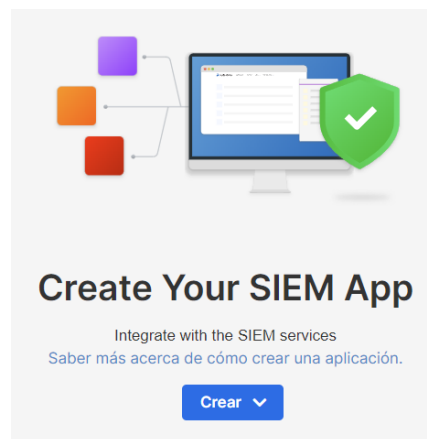 Create Your SIEM App
Integrate with the SIEM services
Saber más acerca de cómo crear una aplicación.
Crear